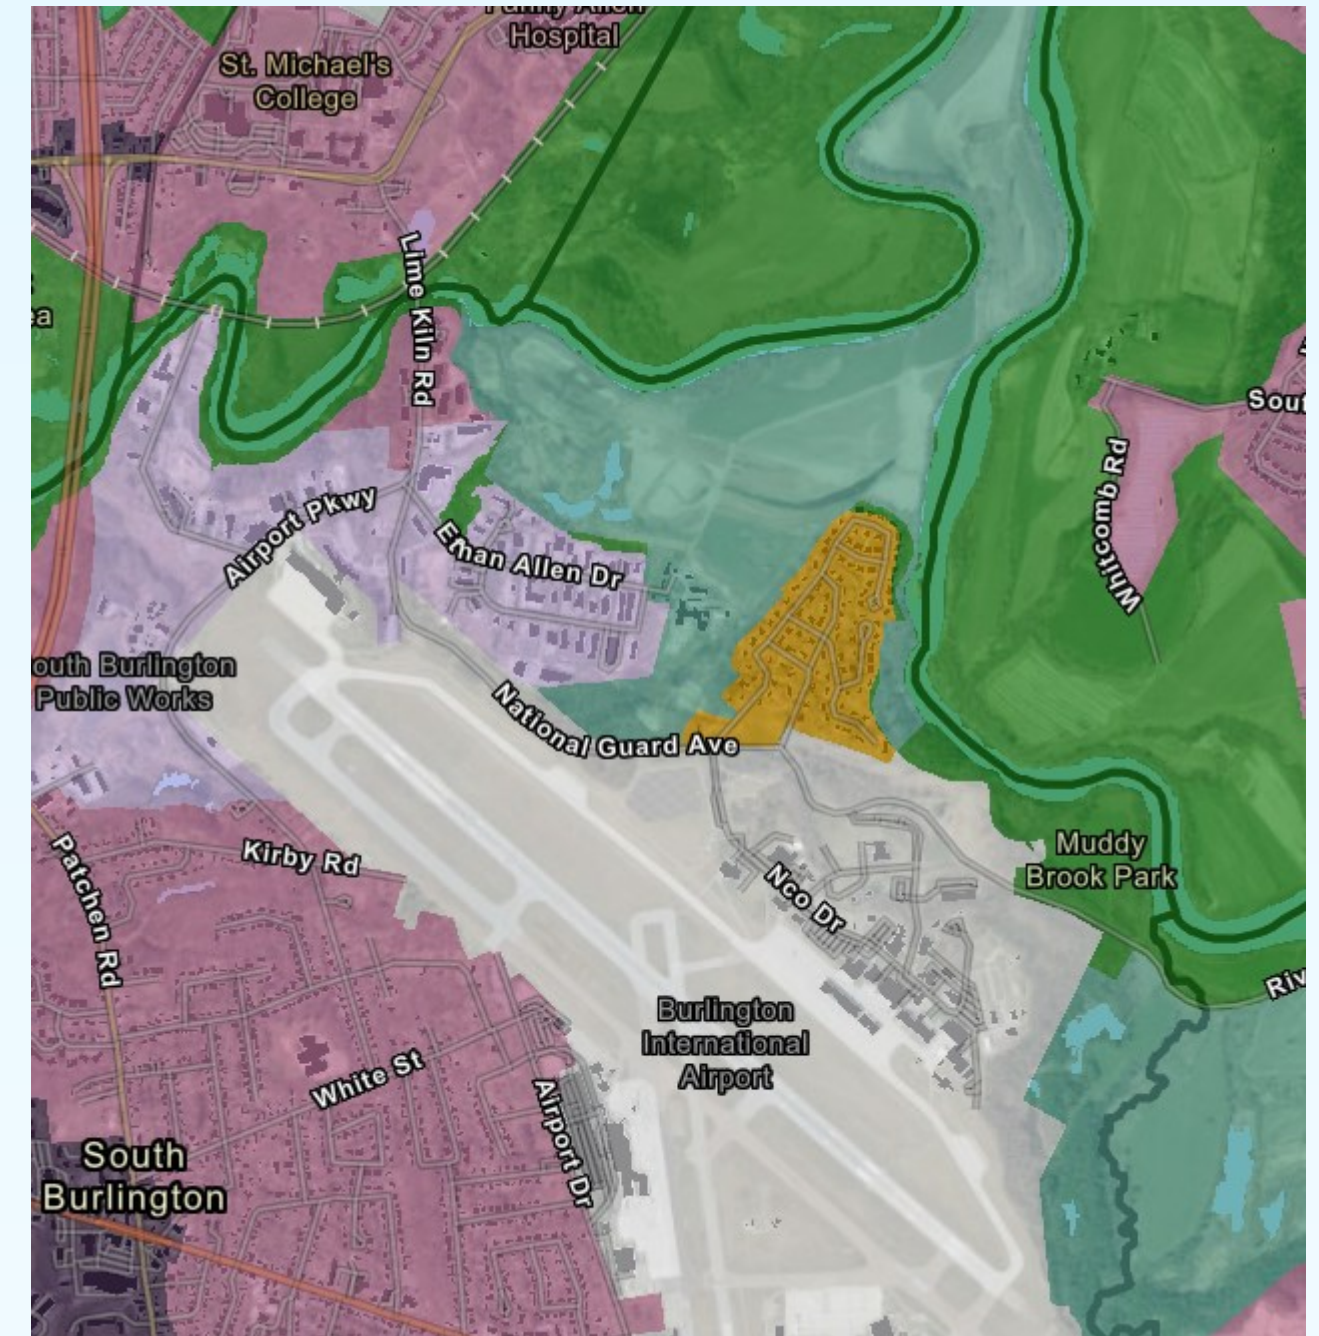 Hospital
St. Michael's
College
Lime Kiln Rd
Whitcomb Rd
Airport Pkwy
Ethan Allen Dr
South Burlington
Public Works
National Guard Ave
Kirby Rd
Patchen Rd
Muddy
Brook Park
Nco Dr
Burlington
International
Airport
White St
Airport Dr
South
Burlington